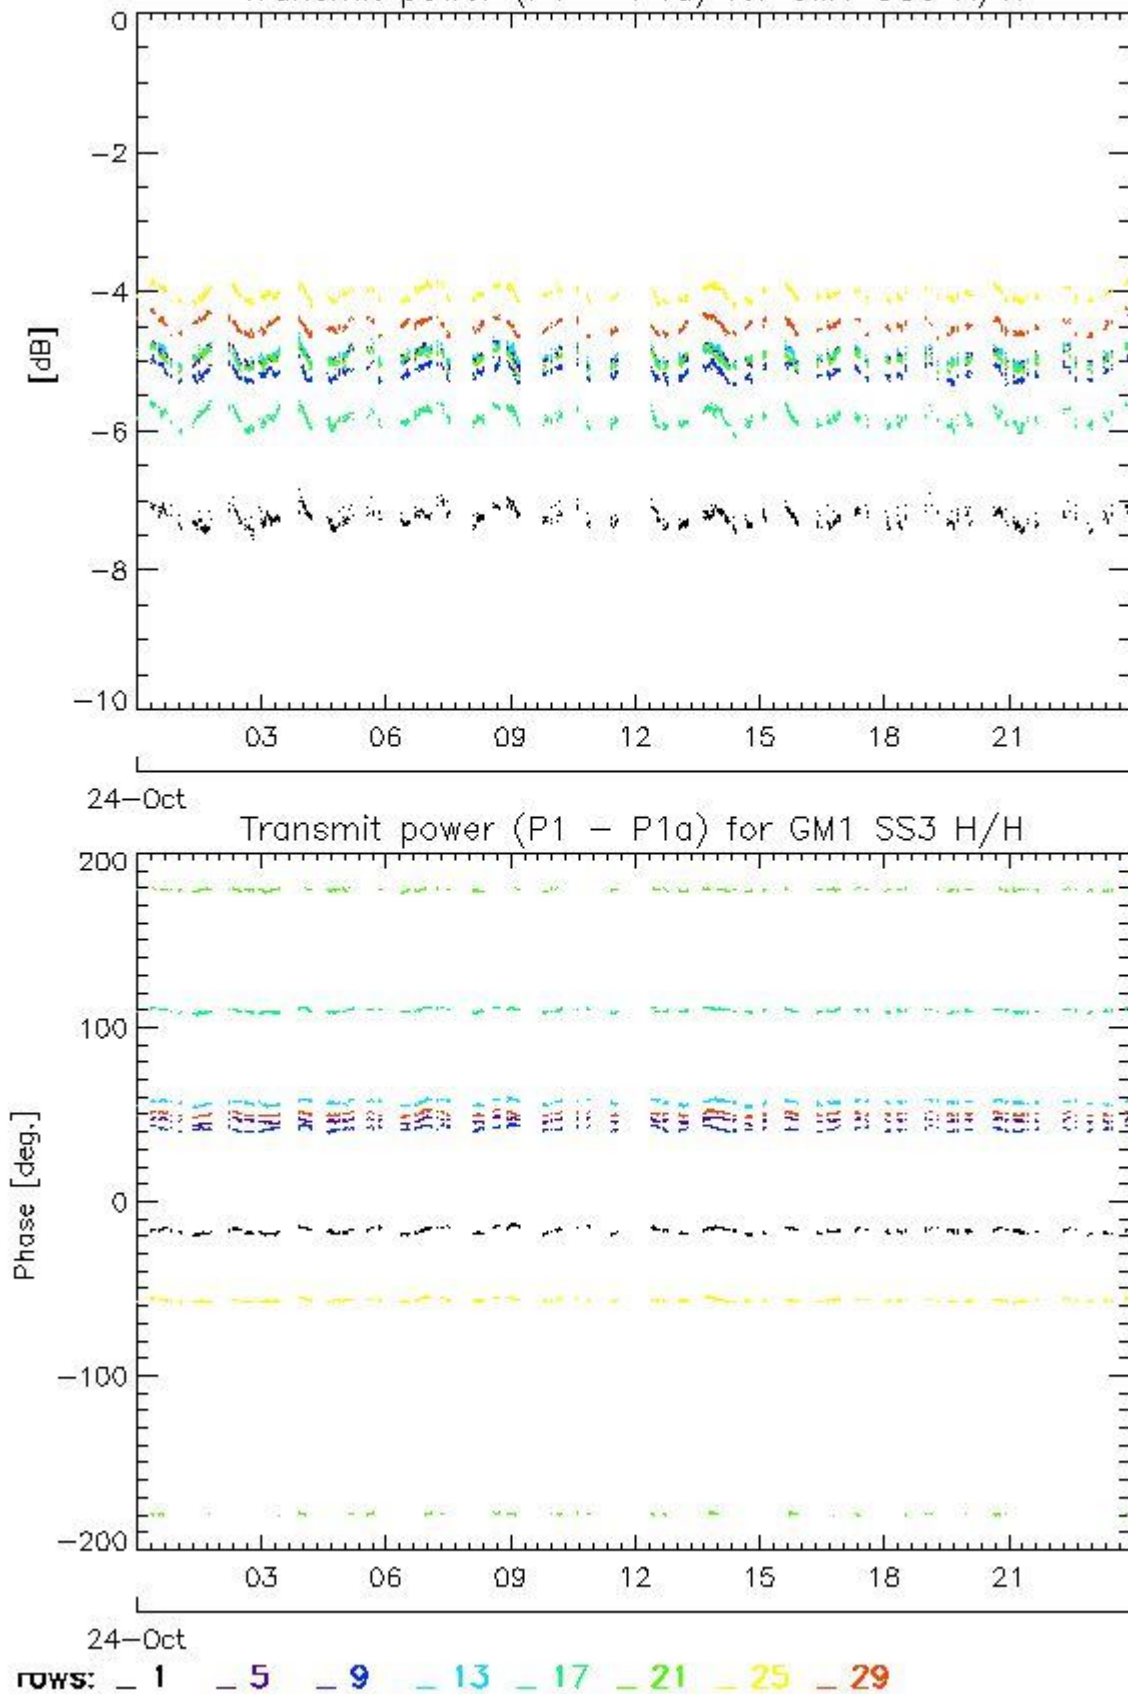 0
−2
−4
[dB]
−6
−8
−10
03 06 09 12 15 18 21
24−Oct
Transmit power (P1 − P1a) for GM1 SS3 H/H
200
100
Phase [deg.]
0
−100
−200
03 06 09 12 15 18 21
24−Oct
rows: _ 1 _ 5 _ 9 _ 13 _ 17 _ 21 _ 25 _ 29